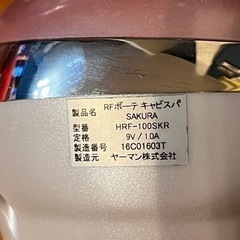 製品名 RFボーテ キャビスパ
SAKURA
型番 HRF-100SKR
定格 9V/1.0A
製造番号 16C01603T
製造元 ヤーマン株式会社